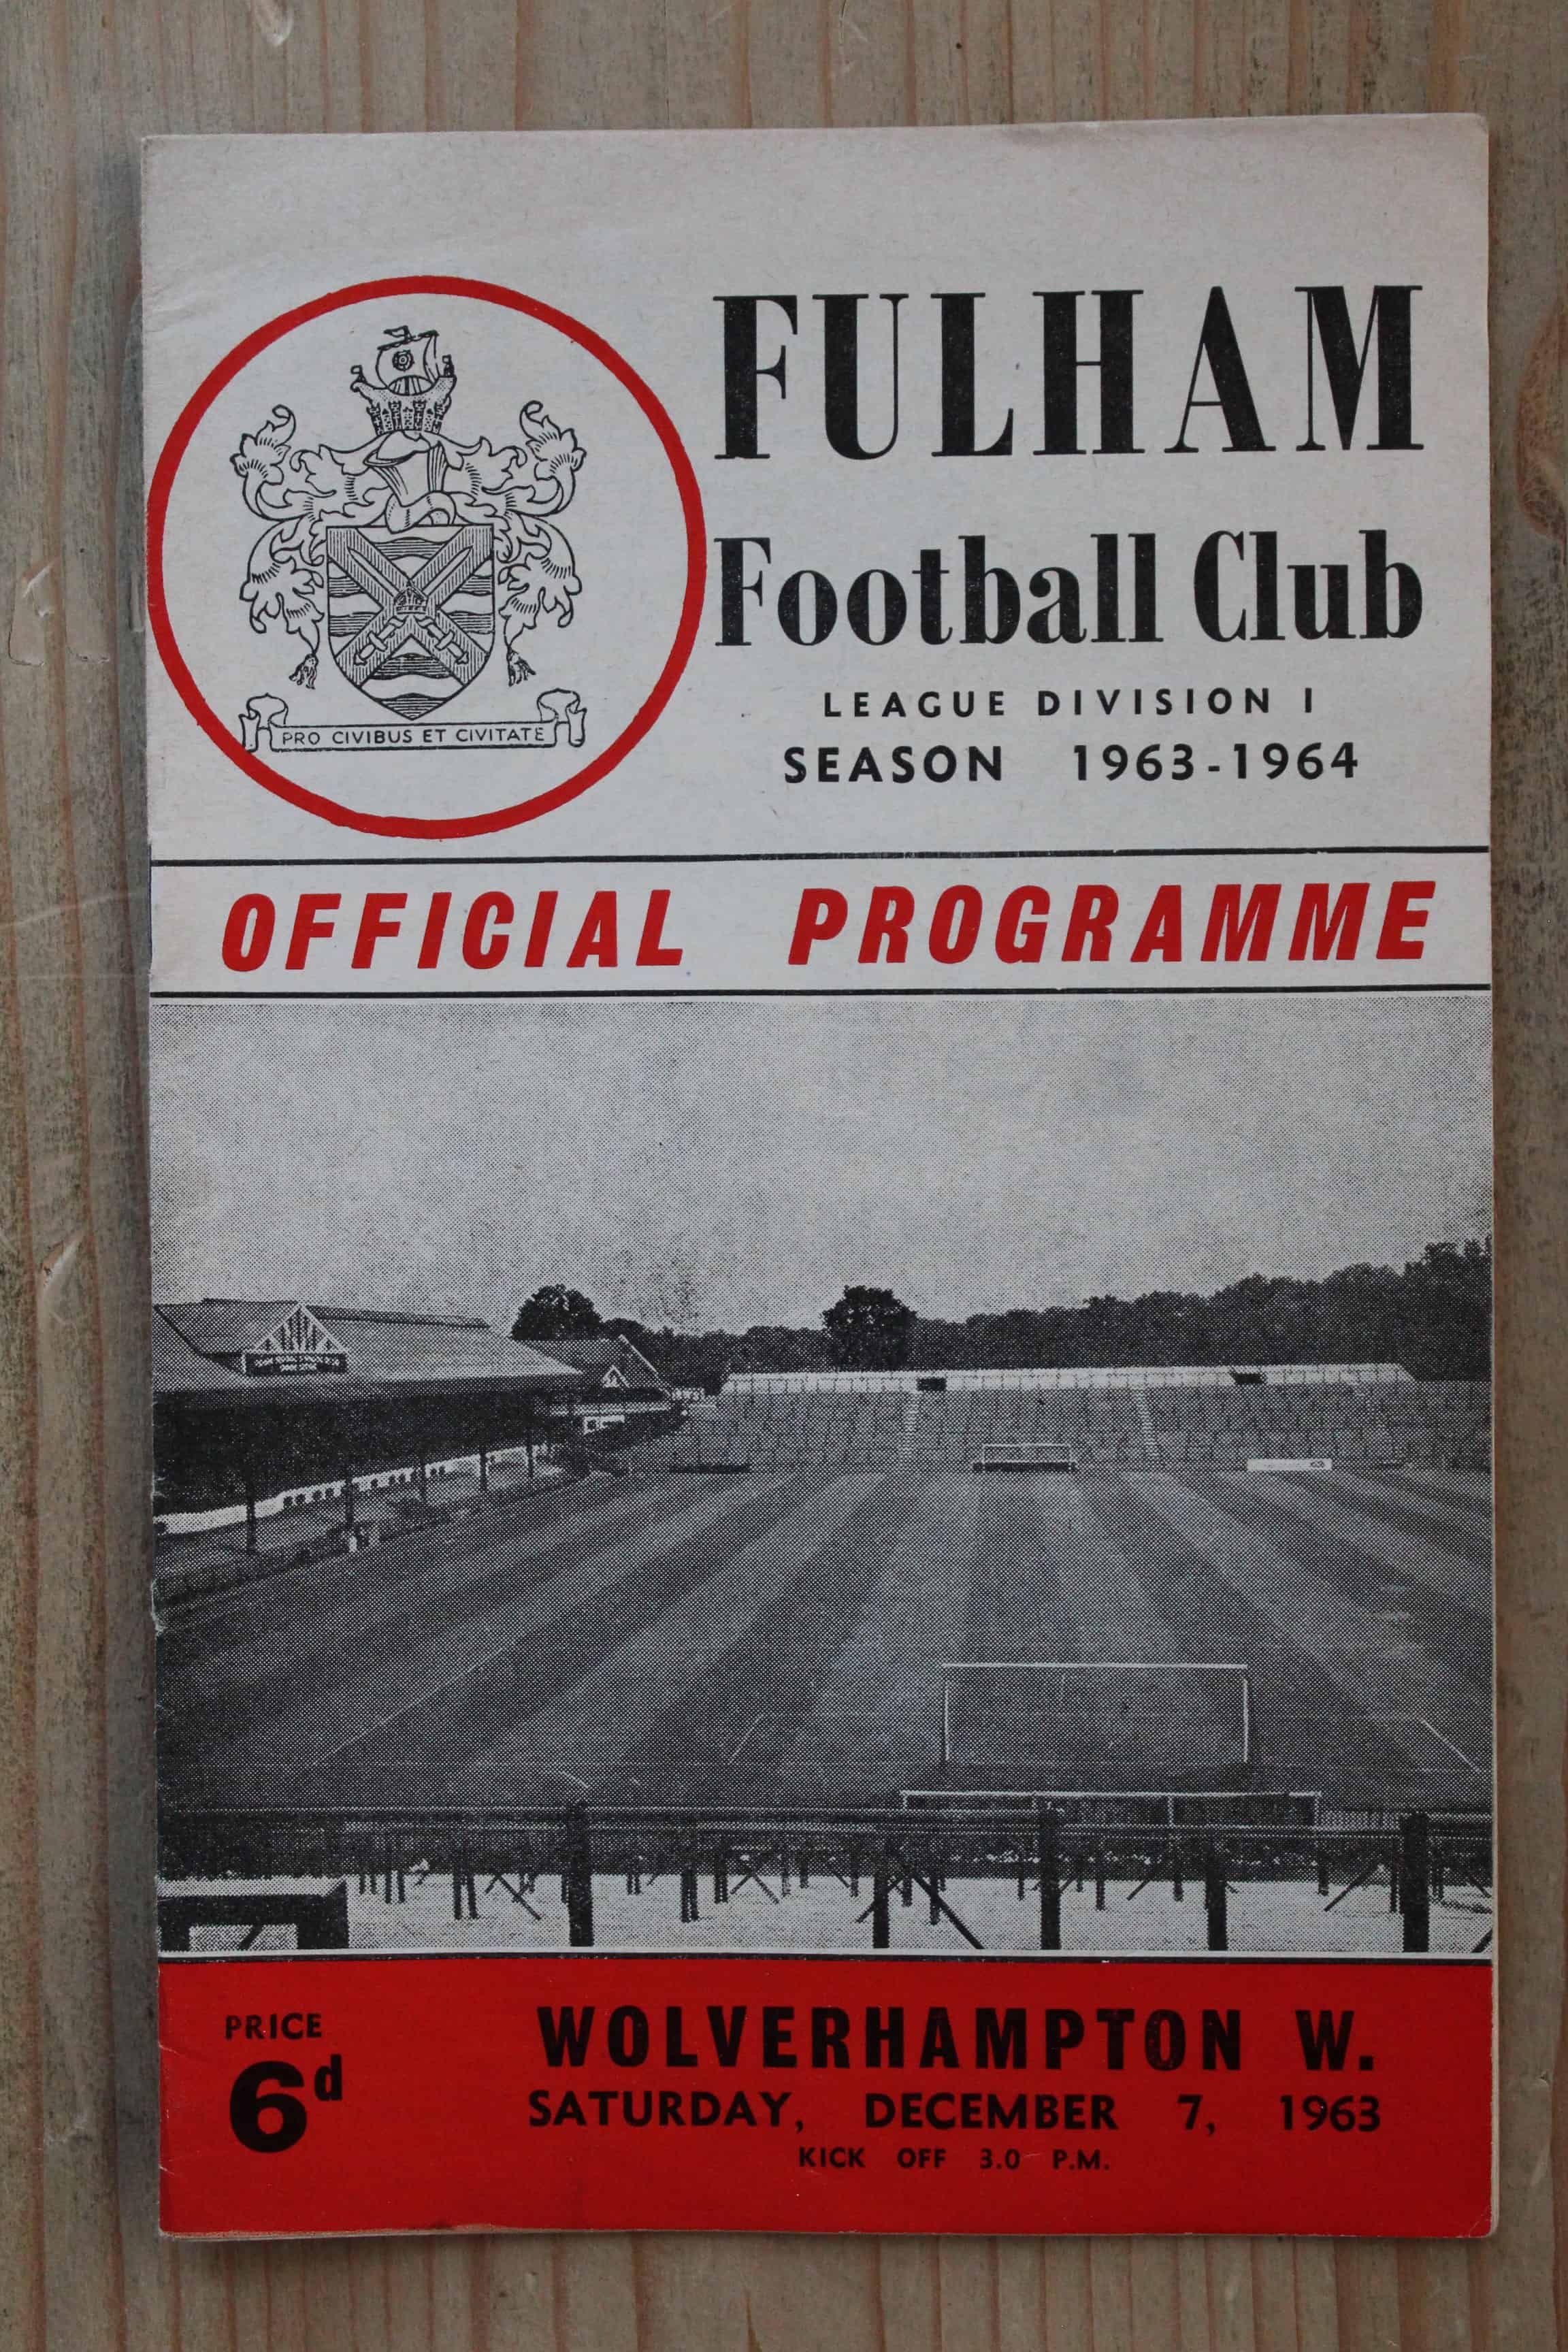 FULHAM
Football Club
LEAGUE DIVISION I
SEASON 1963-1964
PRO CIVIBUS ET CIVITATE
OFFICIAL PROGRAMME
PRICE
6d
WOLVERHAMPTON W.
SATURDAY, DECEMBER 7, 1963
KICK OFF 3.0 P.M.